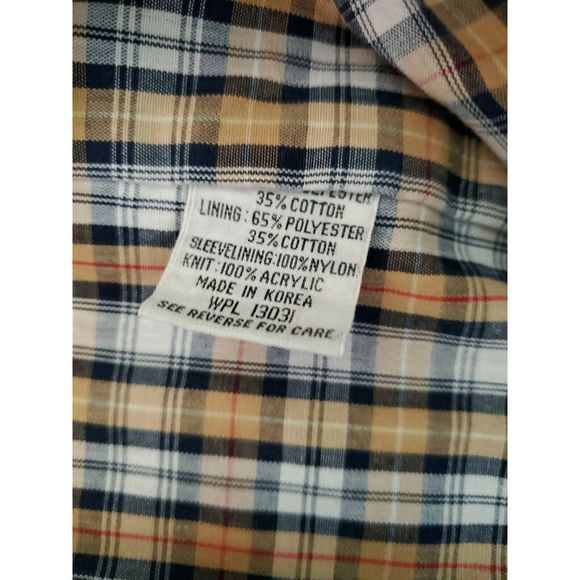 35% COTTON
LINING: 65% POLYESTER
35% COTTON
SLEEVELINING: 100% NYLON
KNIT: 100% ACRYLIC
MADE IN KOREA
WPL 13031
SEE REVERSE FOR CARE